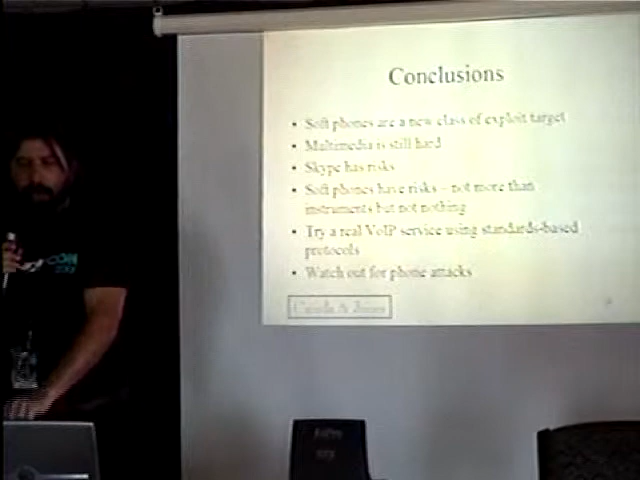 Conclusions
• Soft phones are a new class of exploit target
• Multimedia is still hard
• Skype has risks
• Soft phones have risks – not more than
instruments but not nothing
• Try a real VoIP service using standards-based
protocols
• Watch out for phone attacks
CON